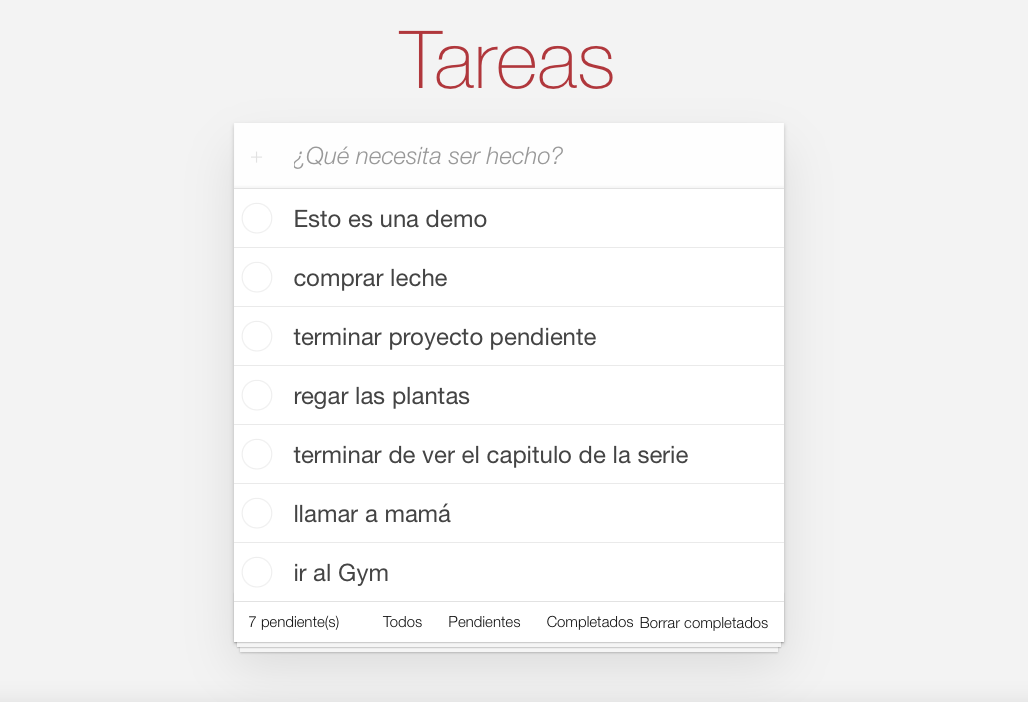 Tareas
+ ¿Qué necesita ser hecho?
Esto es una demo
comprar leche
terminar proyecto pendiente
regar las plantas
terminar de ver el capitulo de la serie
llamar a mamá
ir al Gym
7 pendiente(s) Todos Pendientes Completados Borrar completados